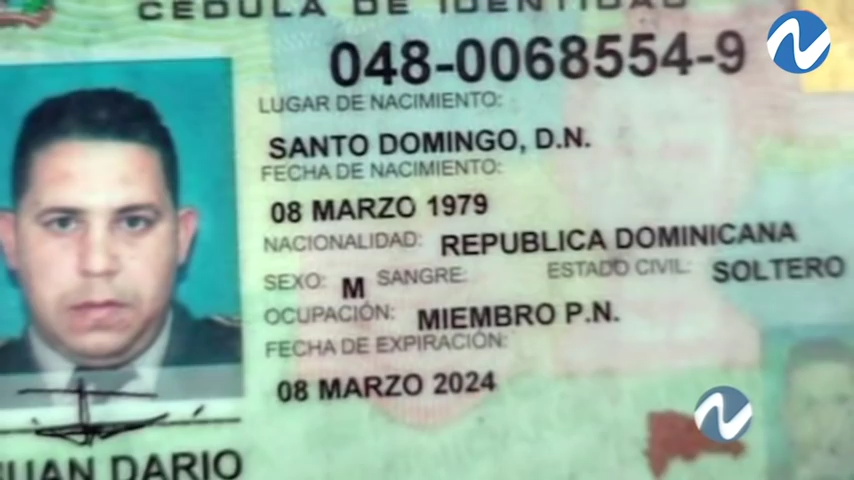 CÉDULA DE IDENTIDAD
048-0068554-9
LUGAR DE NACIMIENTO:
SANTO DOMINGO, D.N.
FECHA DE NACIMIENTO:
08 MARZO 1979
NACIONALIDAD: REPUBLICA DOMINICANA
SEXO: M SANGRE: ESTADO CIVIL: SOLTERO
OCUPACIÓN: MIEMBRO P.N.
FECHA DE EXPIRACIÓN:
08 MARZO 2024
JUAN DARIO